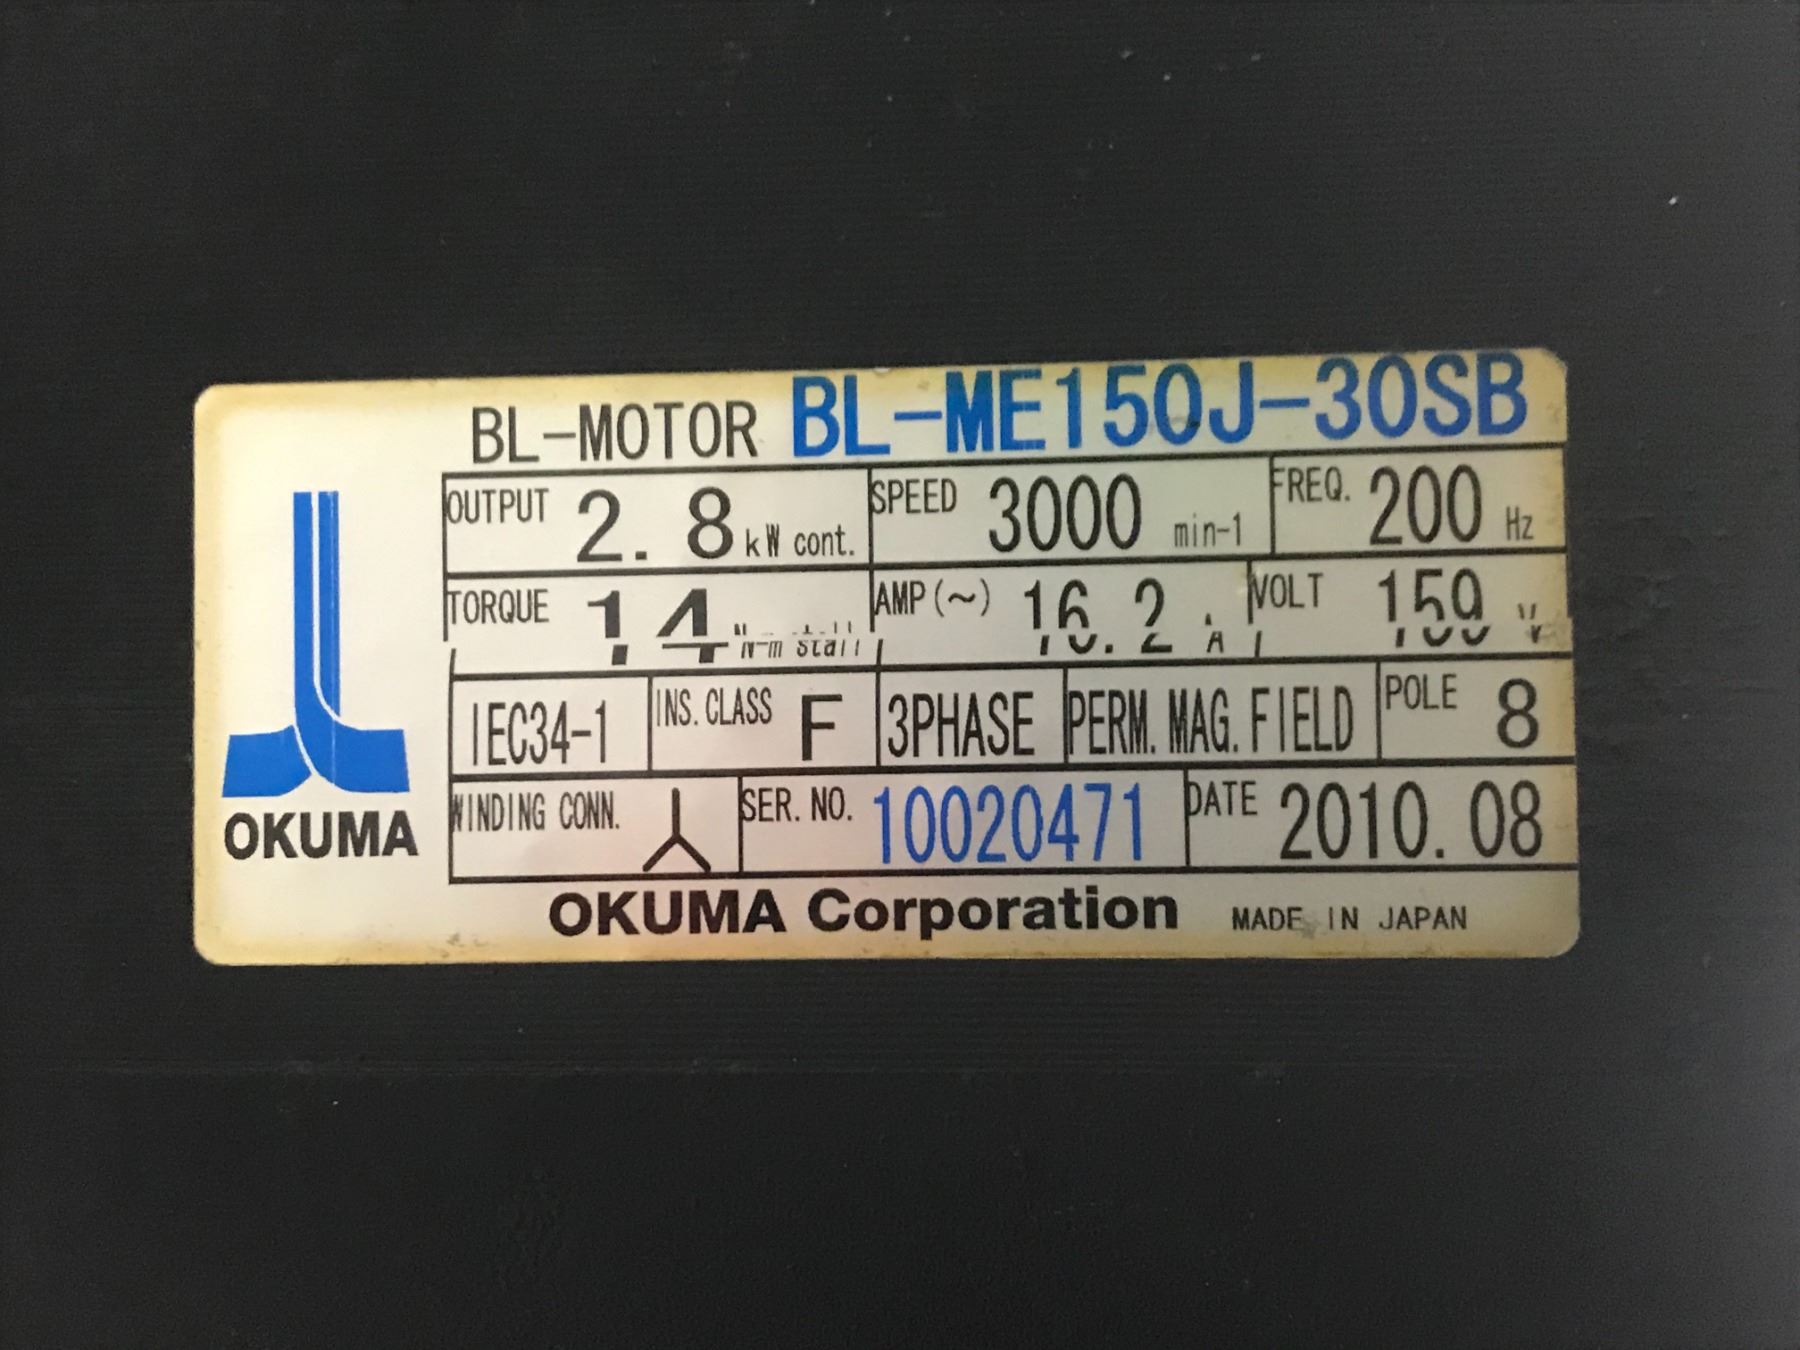 BL-MOTOR BL-ME150J-30SB
OUTPUT 2.8 kW cont. SPEED 3000 min-1 FREQ. 200 Hz
TORQUE 14 N-m stall AMP(~) 16.2 A VOLT 159 V
IEC34-1 INS. CLASS F 3PHASE PERM. MAG. FIELD POLE 8
WINDING CONN. SER. NO. 10020471 DATE 2010. 08
OKUMA
OKUMA Corporation MADE IN JAPAN